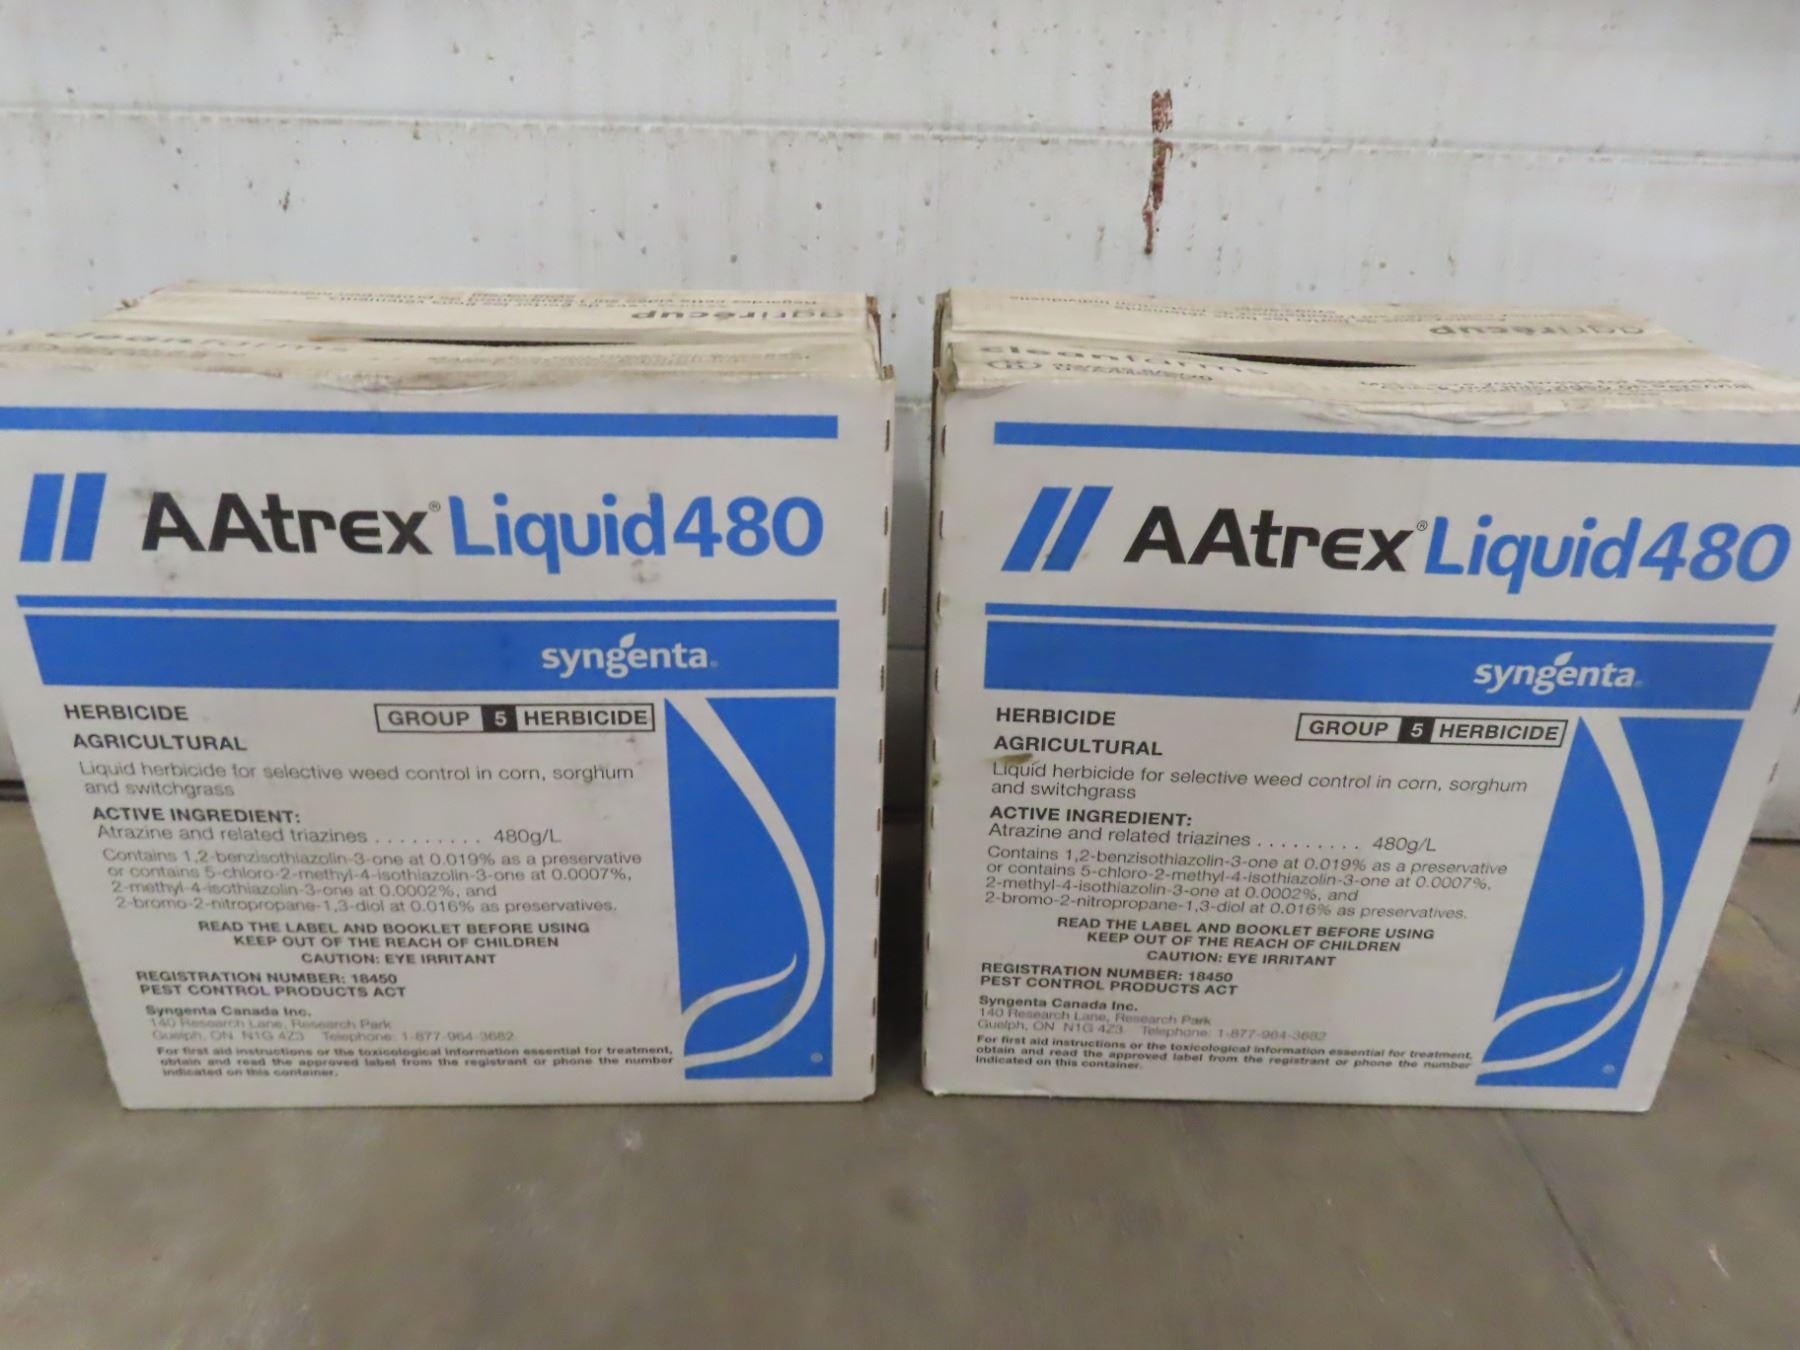 agrirécup
cleanfarms
AAtrex® Liquid 480
syngenta
HERBICIDE
GROUP 5 HERBICIDE
AGRICULTURAL
Liquid herbicide for selective weed control in corn, sorghum
and switchgrass
ACTIVE INGREDIENT:
Atrazine and related triazines . . . . . . . . . 480g/L
Contains 1,2-benzisothiazolin-3-one at 0.019% as a preservative
or contains 5-chloro-2-methyl-4-isothiazolin-3-one at 0.0007%,
2-methyl-4-isothiazolin-3-one at 0.0002%, and
2-bromo-2-nitropropane-1,3-diol at 0.016% as preservatives.
READ THE LABEL AND BOOKLET BEFORE USING
KEEP OUT OF THE REACH OF CHILDREN
CAUTION: EYE IRRITANT
REGISTRATION NUMBER: 18450
PEST CONTROL PRODUCTS ACT
Syngenta Canada Inc.
140 Research Lane, Research Park
Guelph, ON N1G 4Z3 Telephone: 1-877-964-3682
For first aid instructions or the toxicological information essential for treatment,
obtain and read the approved label from the registrant or phone the number
indicated on this container.
agrirécup
cleanfarms
AAtrex® Liquid 480
syngenta
HERBICIDE
GROUP 5 HERBICIDE
AGRICULTURAL
Liquid herbicide for selective weed control in corn, sorghum
and switchgrass
ACTIVE INGREDIENT:
Atrazine and related triazines . . . . . . . . . 480g/L
Contains 1,2-benzisothiazolin-3-one at 0.019% as a preservative
or contains 5-chloro-2-methyl-4-isothiazolin-3-one at 0.0007%,
2-methyl-4-isothiazolin-3-one at 0.0002%, and
2-bromo-2-nitropropane-1,3-diol at 0.016% as preservatives.
READ THE LABEL AND BOOKLET BEFORE USING
KEEP OUT OF THE REACH OF CHILDREN
CAUTION: EYE IRRITANT
REGISTRATION NUMBER: 18450
PEST CONTROL PRODUCTS ACT
Syngenta Canada Inc.
140 Research Lane, Research Park
Guelph, ON N1G 4Z3 Telephone: 1-877-964-3682
For first aid instructions or the toxicological information essential for treatment,
obtain and read the approved label from the registrant or phone the number
indicated on this container.